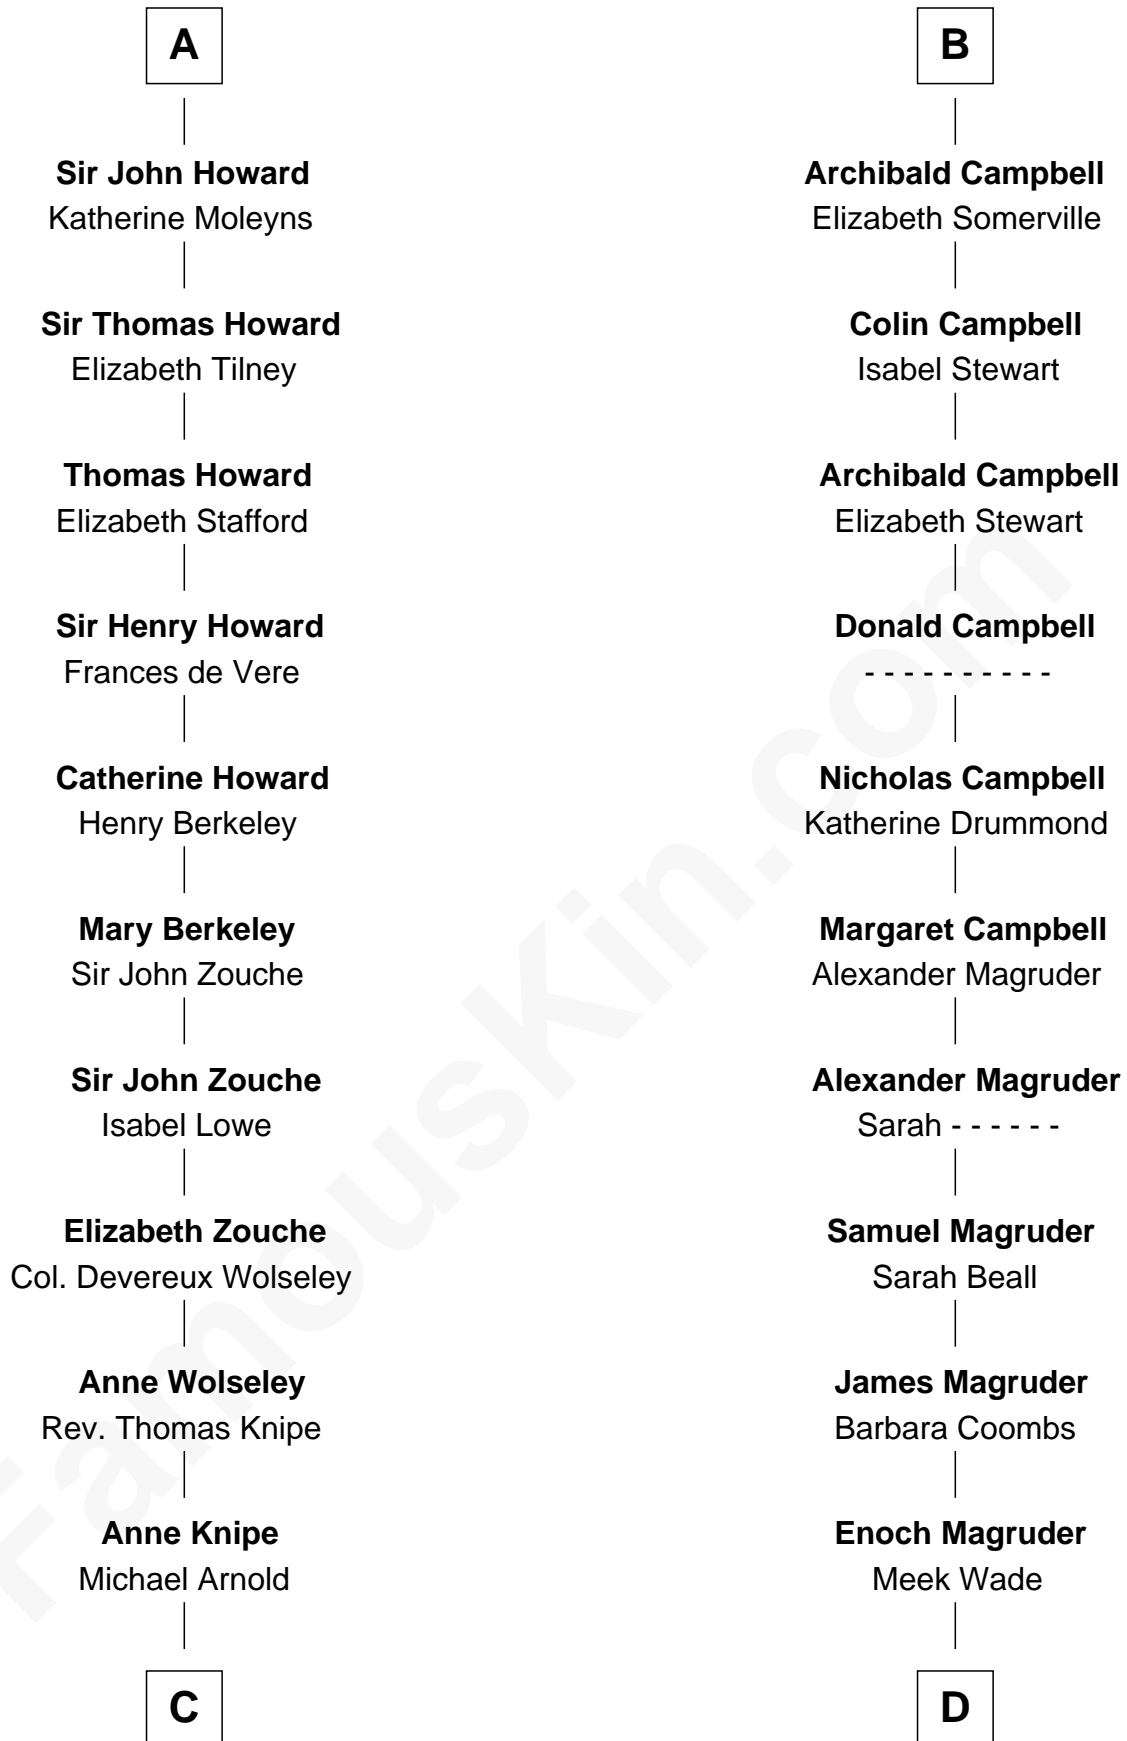 A
Sir John Howard
Katherine Moleyns
Sir Thomas Howard
Elizabeth Tilney
Thomas Howard
Elizabeth Stafford
Sir Henry Howard
Frances de Vere
Catherine Howard
Henry Berkeley
Mary Berkeley
Sir John Zouche
Sir John Zouche
Isabel Lowe
Elizabeth Zouche
Col. Devereux Wolseley
Anne Wolseley
Rev. Thomas Knipe
Anne Knipe
Michael Arnold
C
B
Archibald Campbell
Elizabeth Somerville
Colin Campbell
Isabel Stewart
Archibald Campbell
Elizabeth Stewart
Donald Campbell
- - - - - - - - - -
Nicholas Campbell
Katherine Drummond
Margaret Campbell
Alexander Magruder
Alexander Magruder
Sarah - - - - - -
Samuel Magruder
Sarah Beall
James Magruder
Barbara Coombs
Enoch Magruder
Meek Wade
D
FamousKin.com